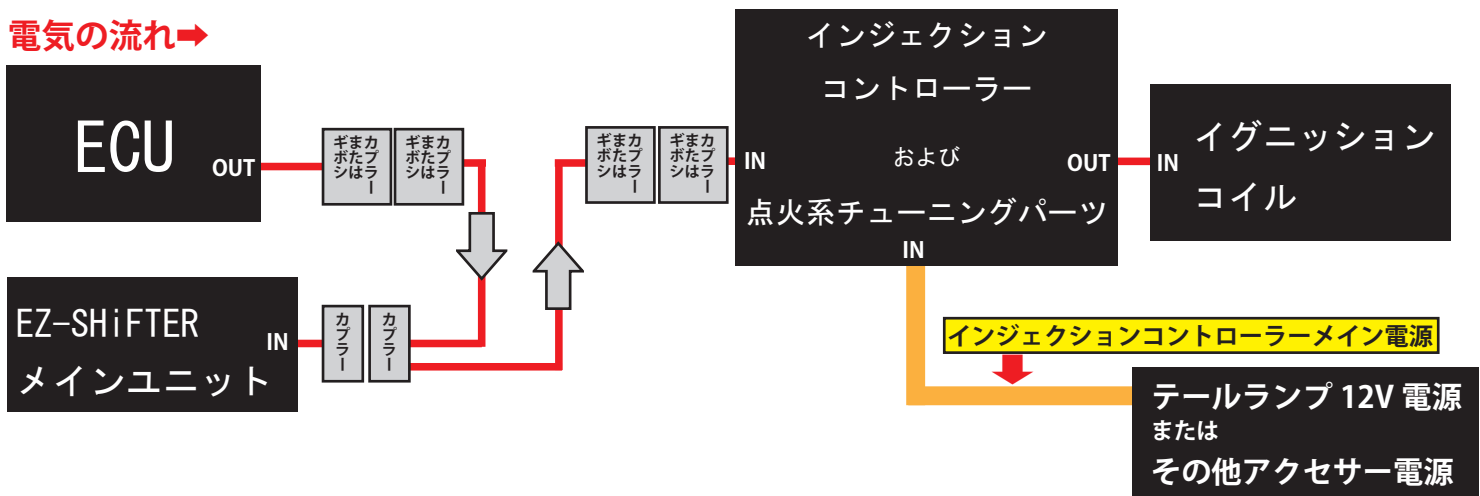 電気の流れ➡
ECU
OUT
カプラー
または
ギボシ
カプラー
または
ギボシ
カプラー
または
ギボシ
カプラー
または
ギボシ
インジェクション
コントローラー
および
点火系チューニングパーツ
IN
OUT
IN
IN
イグニッション
コイル
EZ-SHiFTER
メインユニット
IN
カプラー
カプラー
インジェクションコントローラーメイン電源
テールランプ 12V 電源
または
その他アクセサー電源